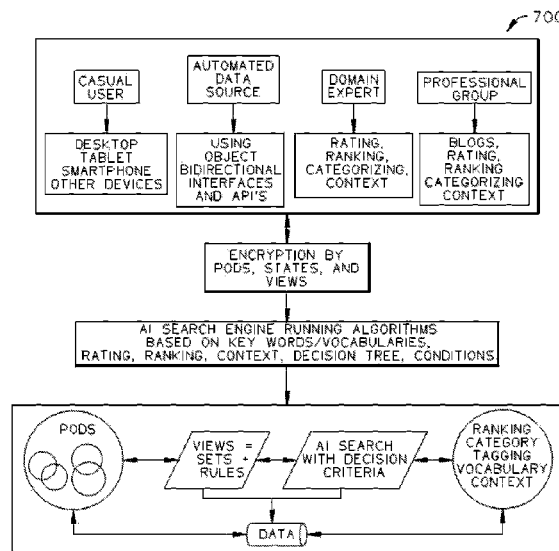 700
CASUAL
USER
AUTOMATED
DATA
SOURCE
DOMAIN
EXPERT
PROFESSIONAL
GROUP
DESKTOP
TABLET
SMARTPHONE
OTHER DEVICES
USING
OBJECT
BIDIRECTIONAL
INTERFACES
AND API'S
RATING,
RANKING,
CATEGORIZING,
CONTEXT
BLOGS,
RATING,
RANKING
CATEGORIZING
CONTEXT
ENCRYPTION BY
PODS, STATES, AND
VIEWS
AI SEARCH ENGINE RUNNING ALGORITHMS
BASED ON KEY WORDS/VOCABULARIES,
RATING, RANKING, CONTEXT, DECISION TREE, CONDITIONS.
PODS
VIEWS =
SETS +
RULES
AI SEARCH
WITH DECISION
CRITERIA
RANKING
CATEGORY
TAGGING
VOCABULARY
CONTEXT
DATA